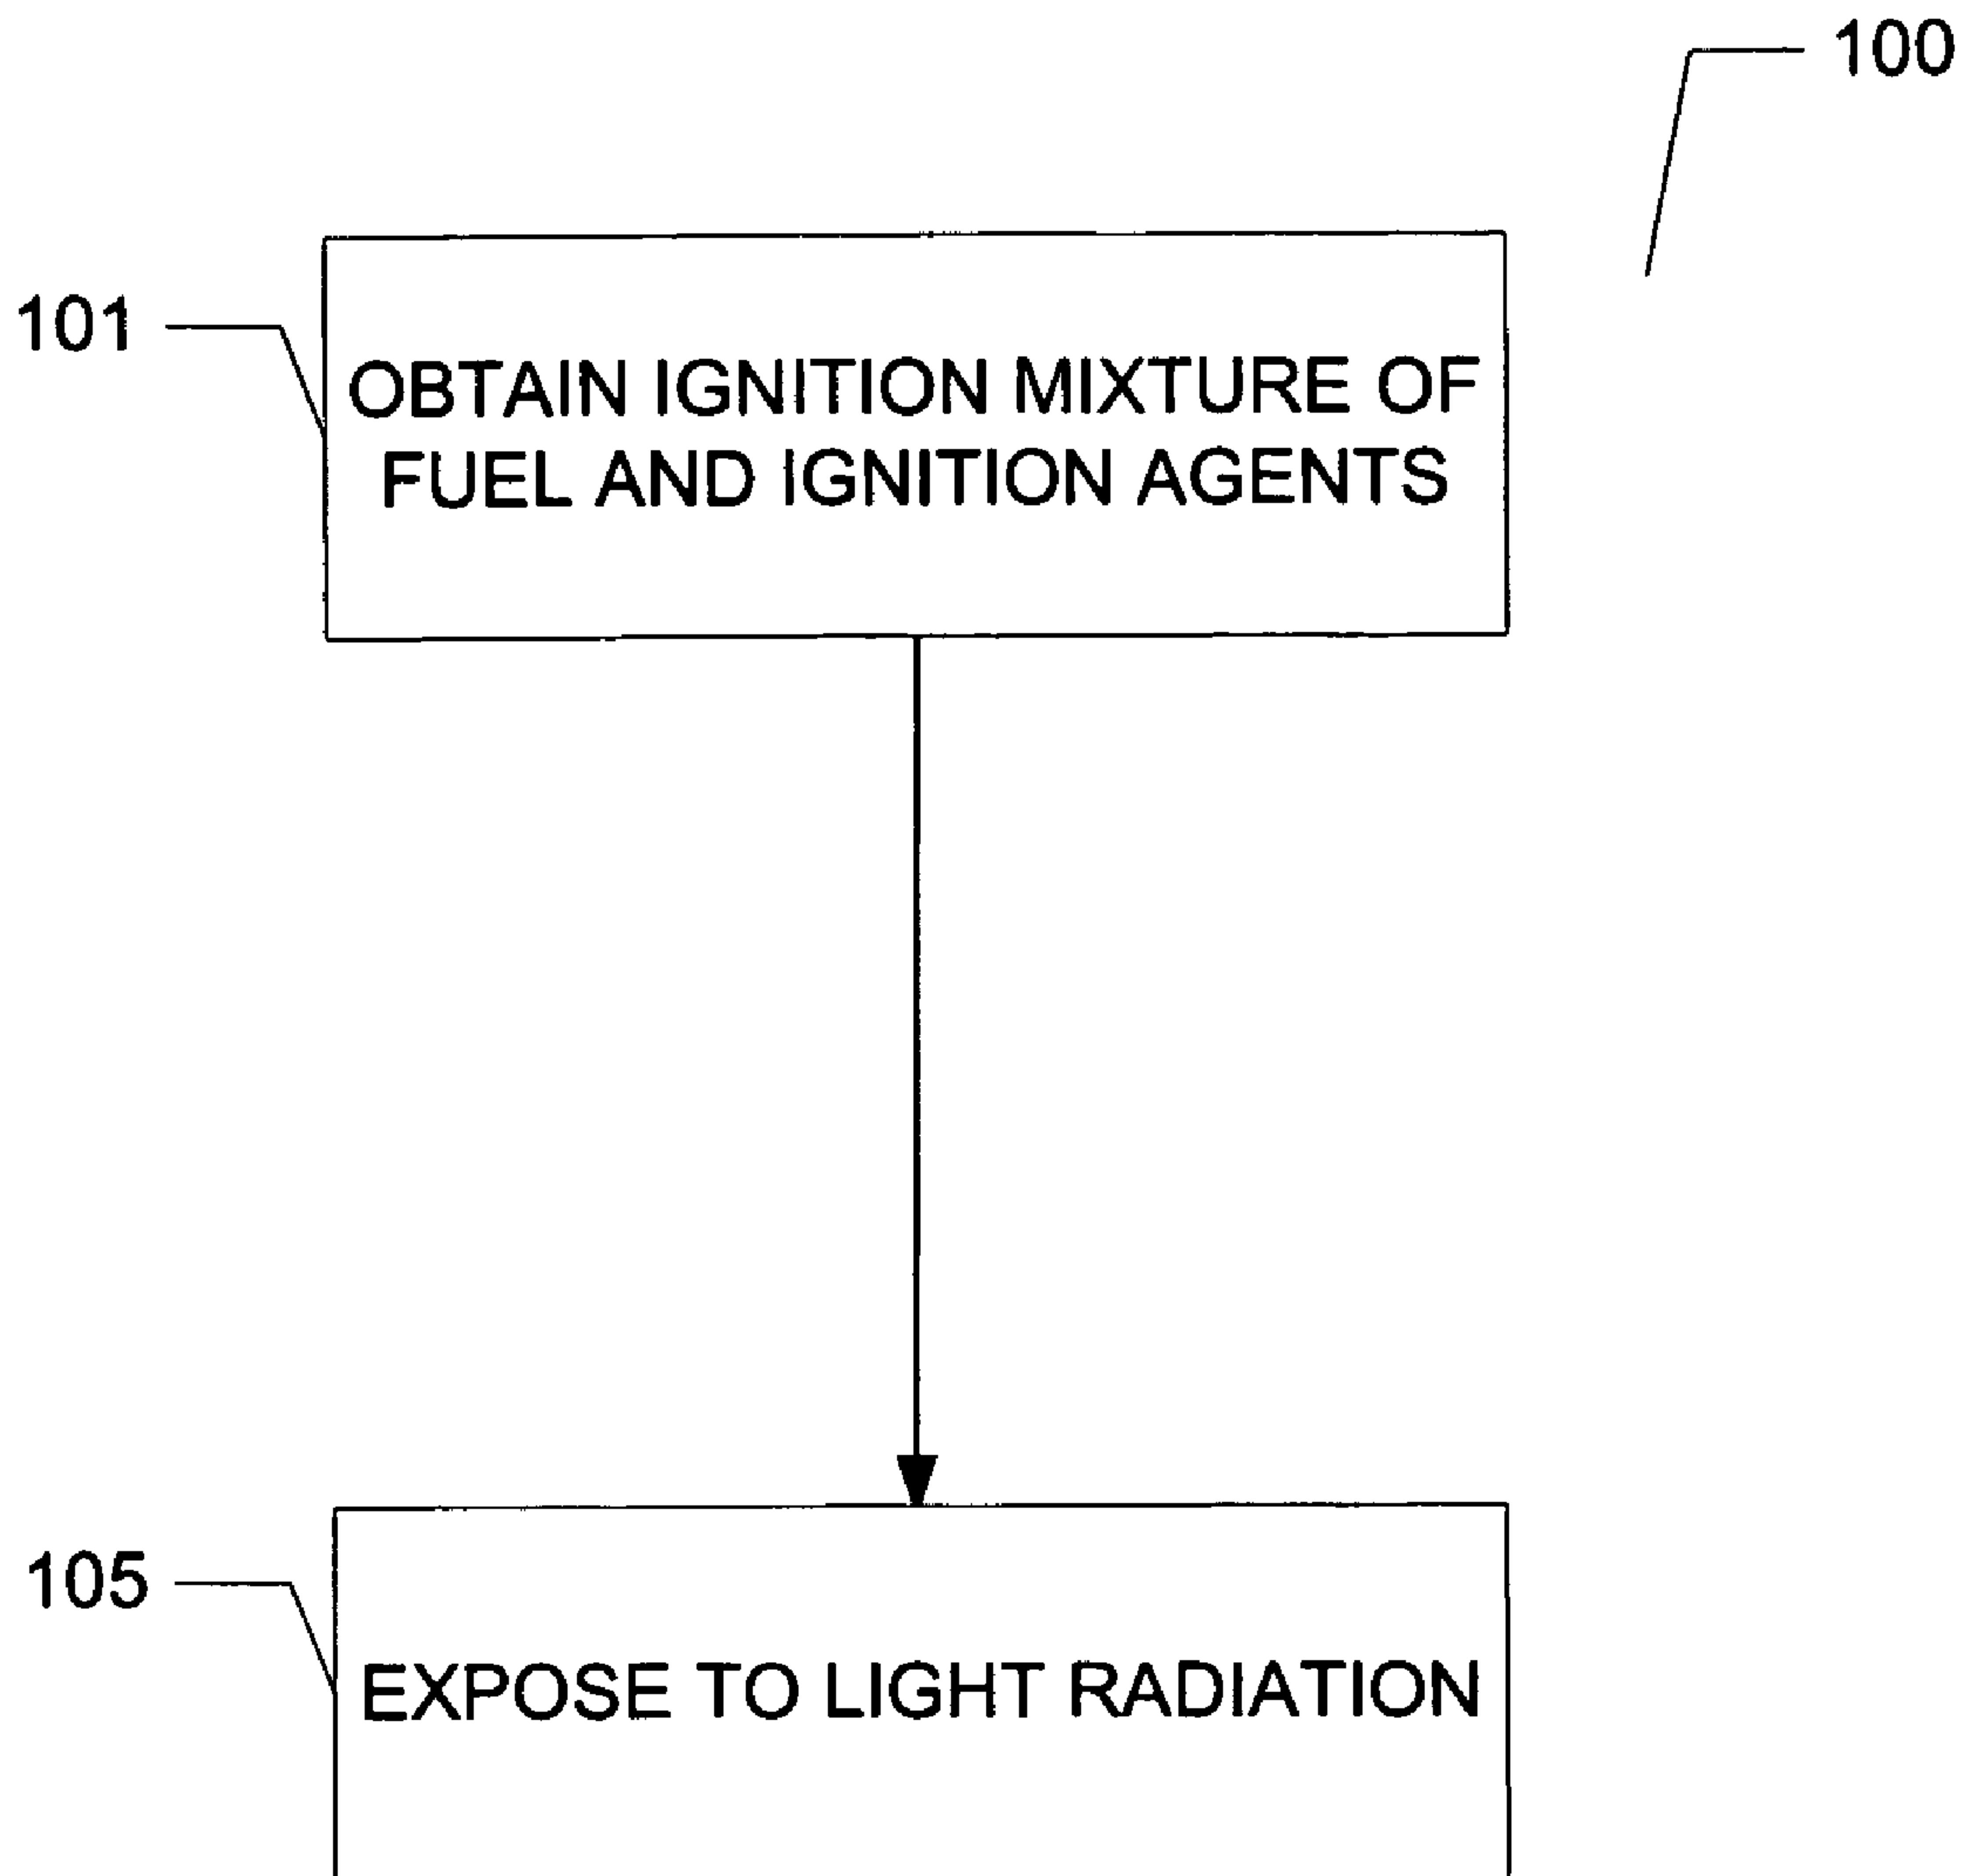 100
101
OBTAIN IGNITION MIXTURE OF
FUEL AND IGNITION AGENTS
105
EXPOSE TO LIGHT RADIATION